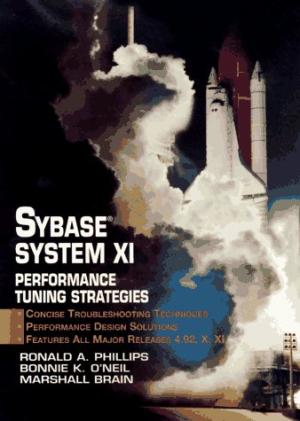 SYBASE®
SYSTEM XI
PERFORMANCE
TUNING STRATEGIES
• CONCISE TROUBLESHOOTING TECHNIQUES
• PERFORMANCE DESIGN SOLUTIONS
• FEATURES ALL MAJOR RELEASES 4.92, X, XI
RONALD A. PHILLIPS
BONNIE K. O'NEIL
MARSHALL BRAIN